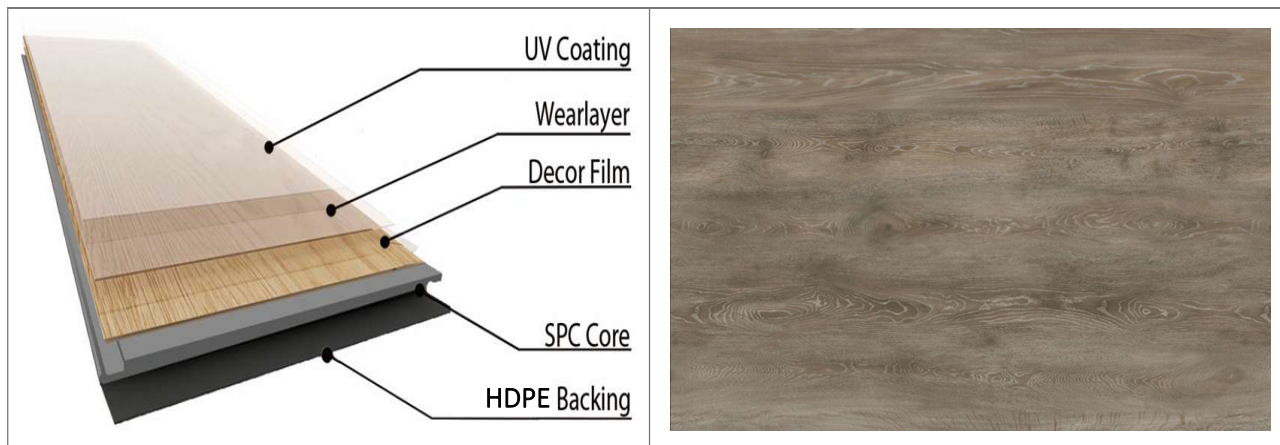 UV Coating
Wearlayer
Decor Film
SPC Core
HDPE Backing